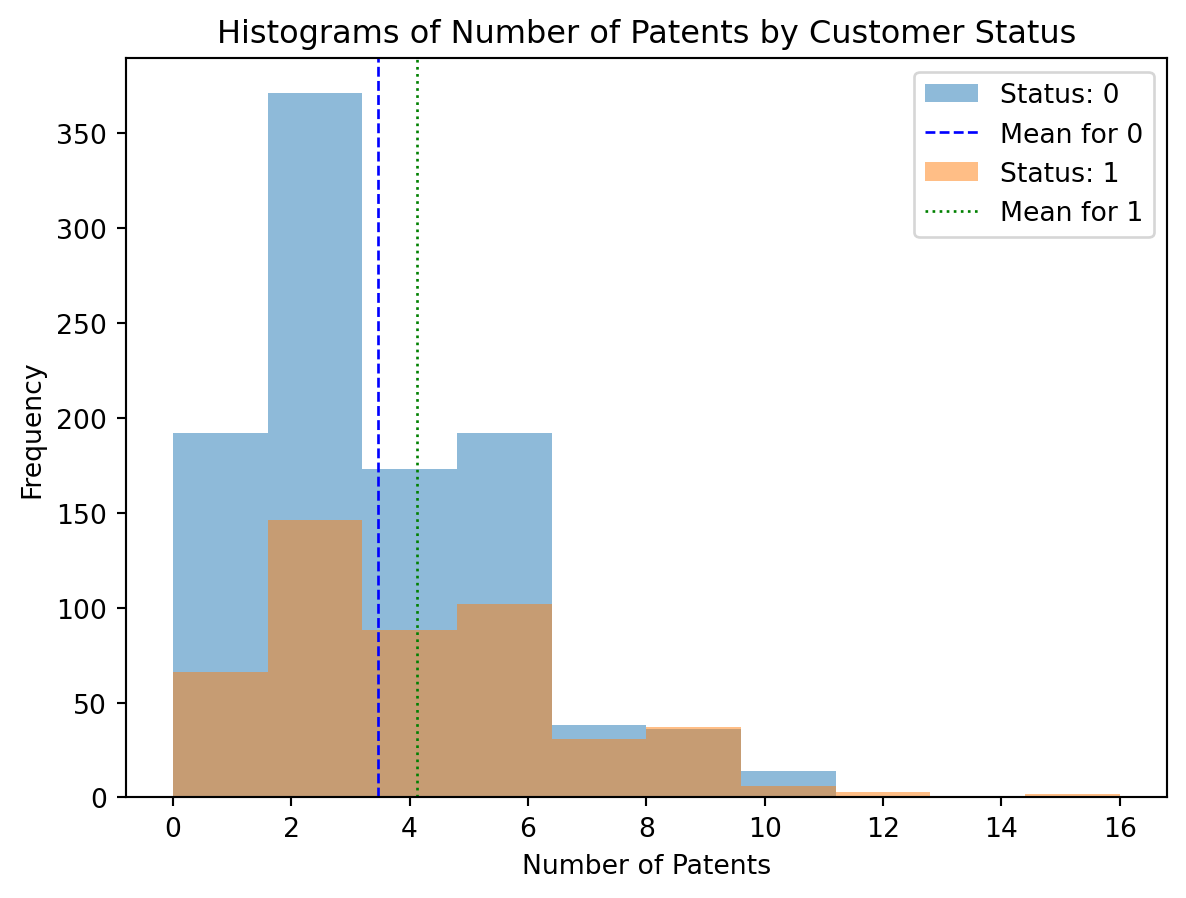 Histograms of Number of Patents by Customer Status
Status: 0
Mean for 0
Status: 1
Mean for 1
Frequency
350
300
250
200
150
100
50
0
0 2 4 6 8 10 12 14 16
Number of Patents